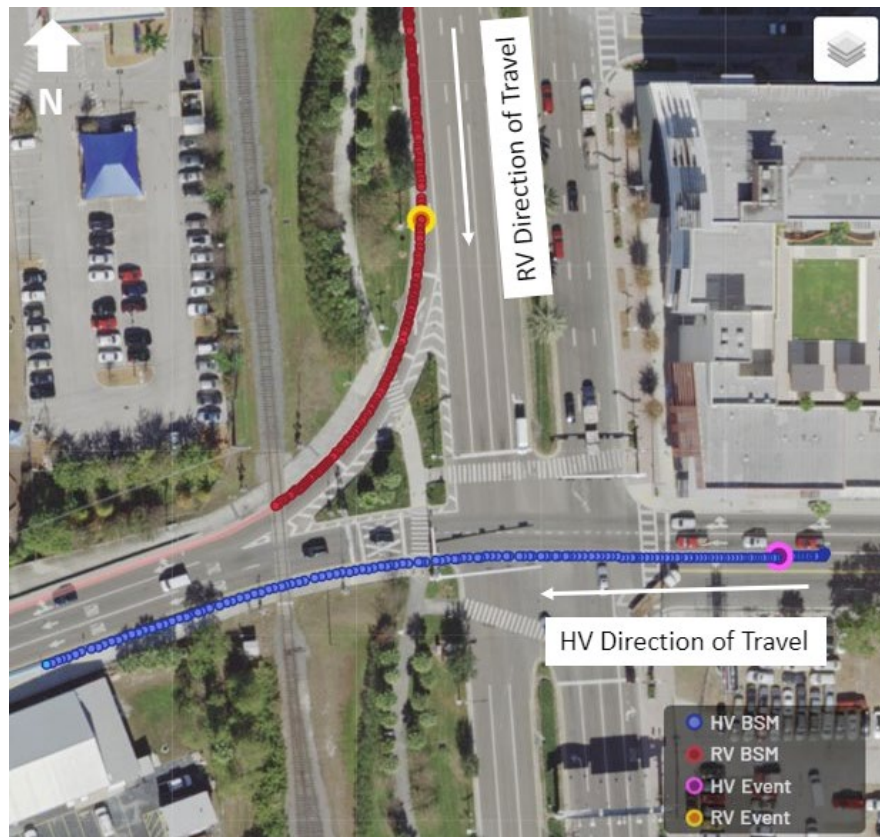 N
RV Direction of Travel
HV Direction of Travel
HV BSM
RV BSM
HV Event
RV Event